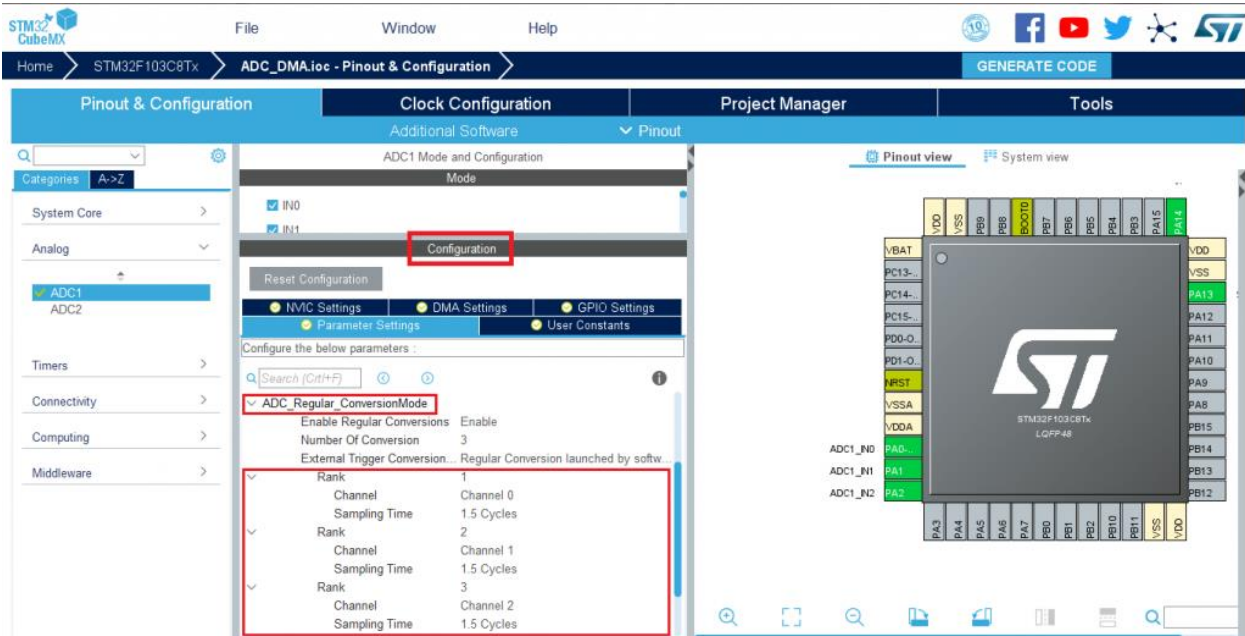 STM32
CubeMX
File
Window
Help
10
ST
Home
STM32F103C8Tx
ADC_DMA.ioc - Pinout & Configuration
GENERATE CODE
Pinout & Configuration
Clock Configuration
Project Manager
Tools
Additional Software
Pinout
Categories
A->Z
System Core
Analog
ADC1
ADC2
Timers
Connectivity
Computing
Middleware
ADC1 Mode and Configuration
Mode
IN0
IN1
Configuration
Reset Configuration
NVIC Settings
DMA Settings
GPIO Settings
Parameter Settings
User Constants
Configure the below parameters :
Search (Crtl+F)
ADC_Regular_ConversionMode
Enable Regular Conversions Enable
Number Of Conversion 3
External Trigger Conversion... Regular Conversion launched by softw...
Rank 1
Channel Channel 0
Sampling Time 1.5 Cycles
Rank 2
Channel Channel 1
Sampling Time 1.5 Cycles
Rank 3
Channel Channel 2
Sampling Time 1.5 Cycles
Pinout view
System view
VDD
VSS
PB9
PB8
BOOT0
PB7
PB6
PB5
PB4
PB3
PA15
PA14
VBAT
PC13-..
PC14-..
PC15-..
PD0-O..
PD1-O..
NRST
VSSA
VDDA
ADC1_IN0 PA0-..
ADC1_IN1 PA1
ADC1_IN2 PA2
ST
STM32F103C8Tx
LQFP48
VDD
VSS
PA13
PA12
PA11
PA10
PA9
PA8
PB15
PB14
PB13
PB12
PA3
PA4
PA5
PA6
PA7
PB0
PB1
PB2
PB10
PB11
VSS
VDD